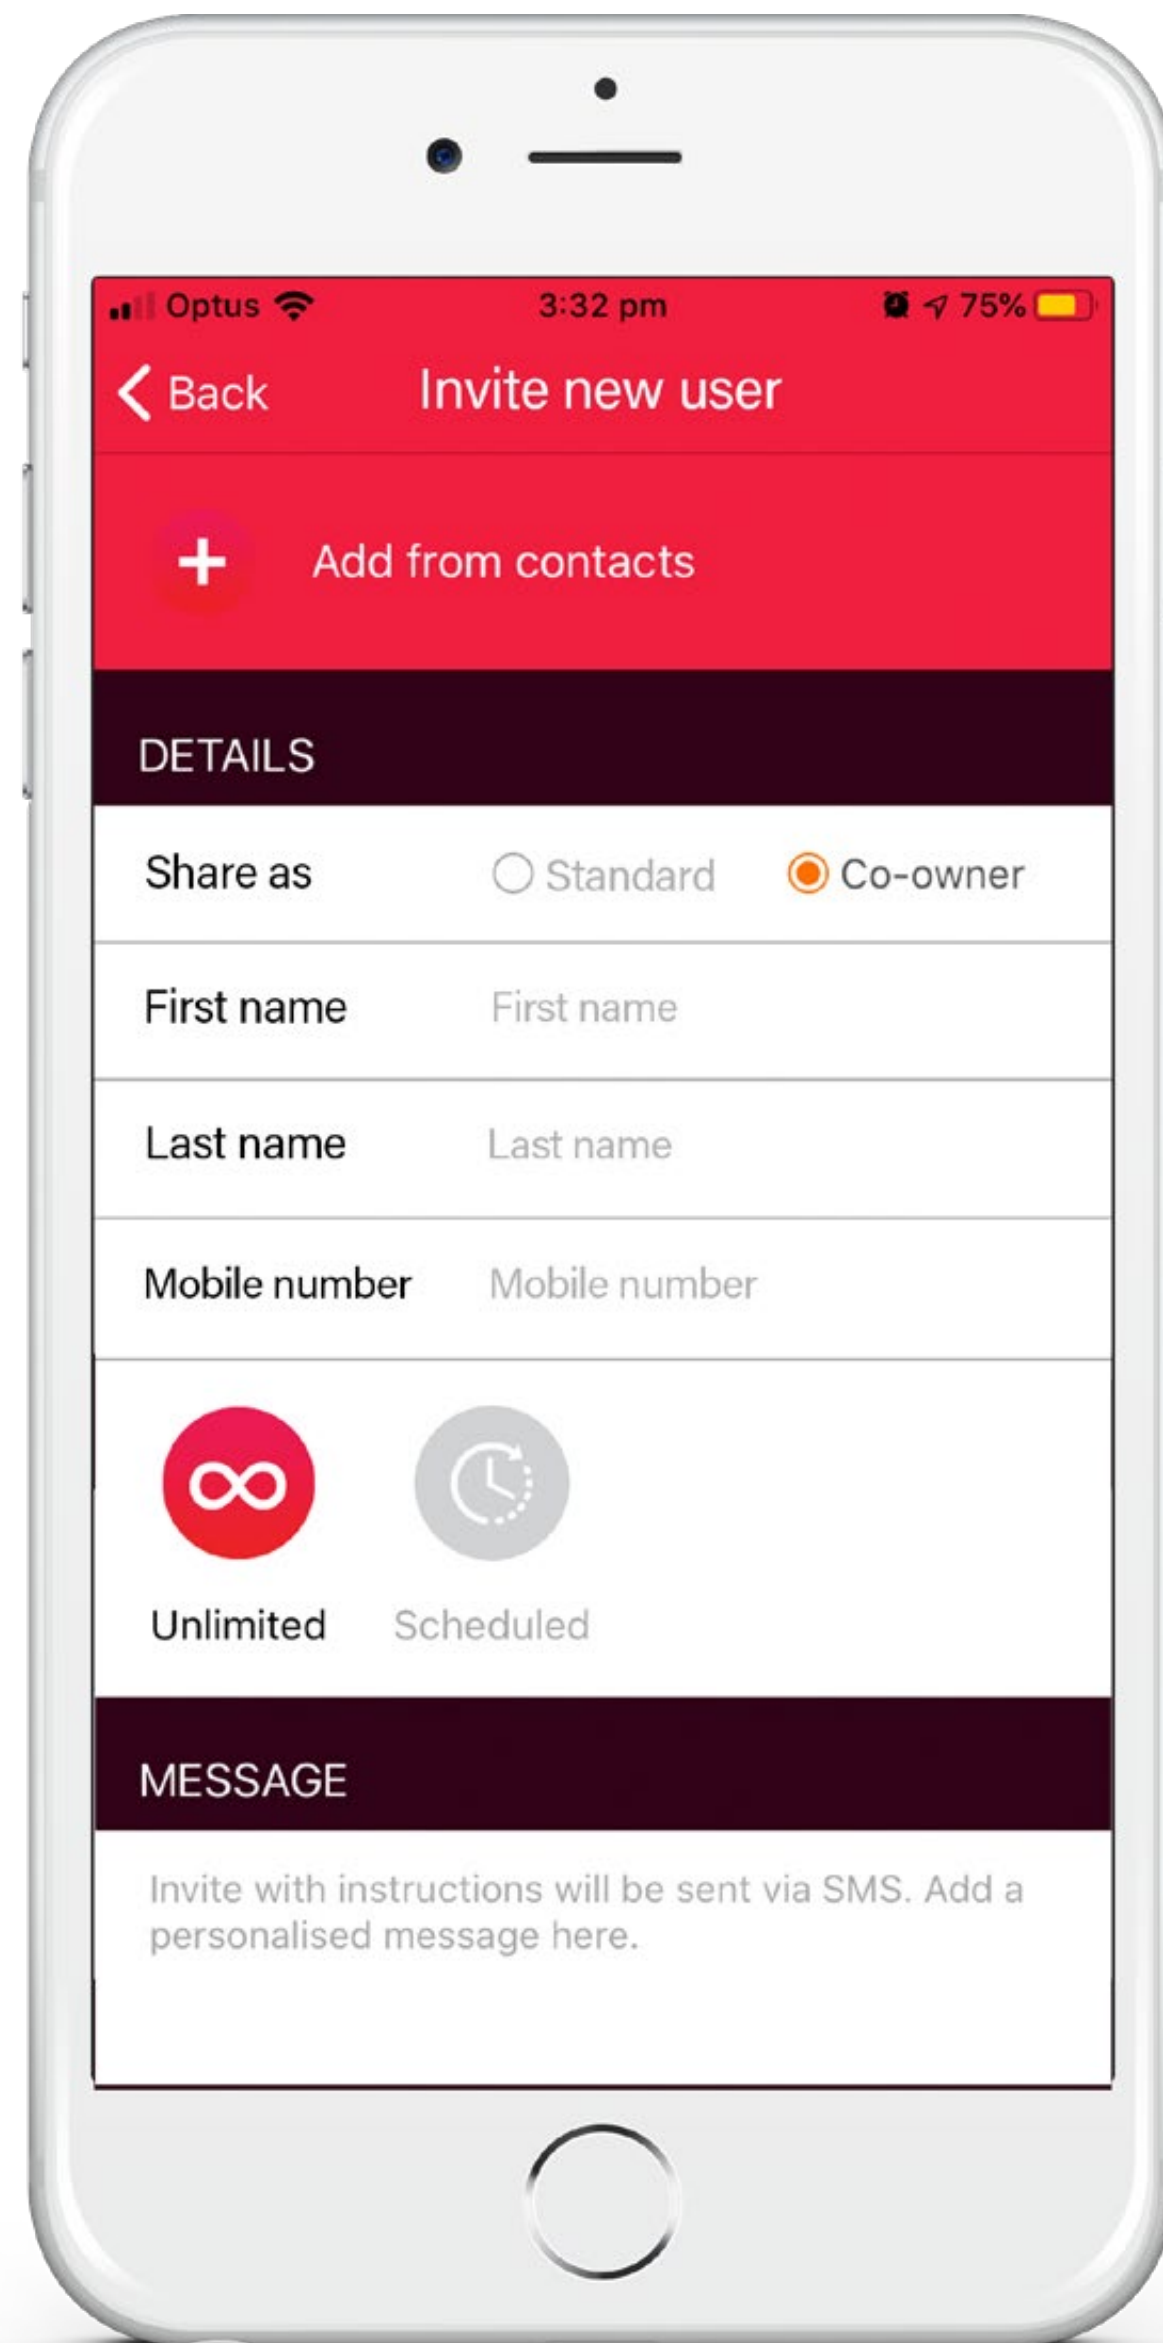 Optus 3:32 pm 75%
Back Invite new user
+ Add from contacts
DETAILS
Share as Standard Co-owner
First name First name
Last name Last name
Mobile number Mobile number
Unlimited Scheduled
MESSAGE
Invite with instructions will be sent via SMS. Add a
personalised message here.